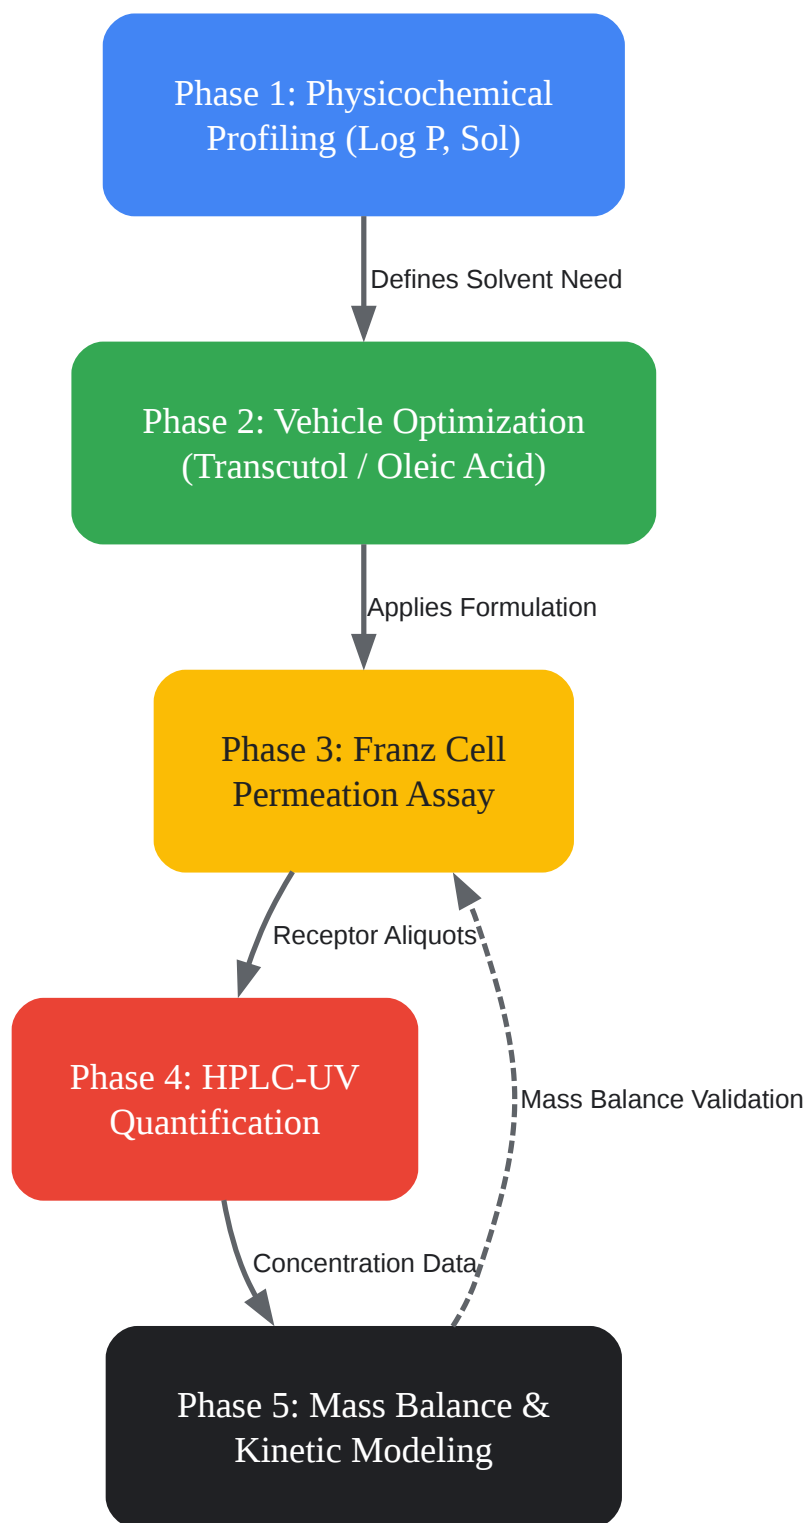 Phase 1: Physicochemical
Profiling (Log P, Sol)
Defines Solvent Need
Phase 2: Vehicle Optimization
(Transcutol / Oleic Acid)
Applies Formulation
Phase 3: Franz Cell
Permeation Assay
Receptor Aliquots
Phase 4: HPLC-UV
Quantification
Mass Balance Validation
Concentration Data
Phase 5: Mass Balance &
Kinetic Modeling